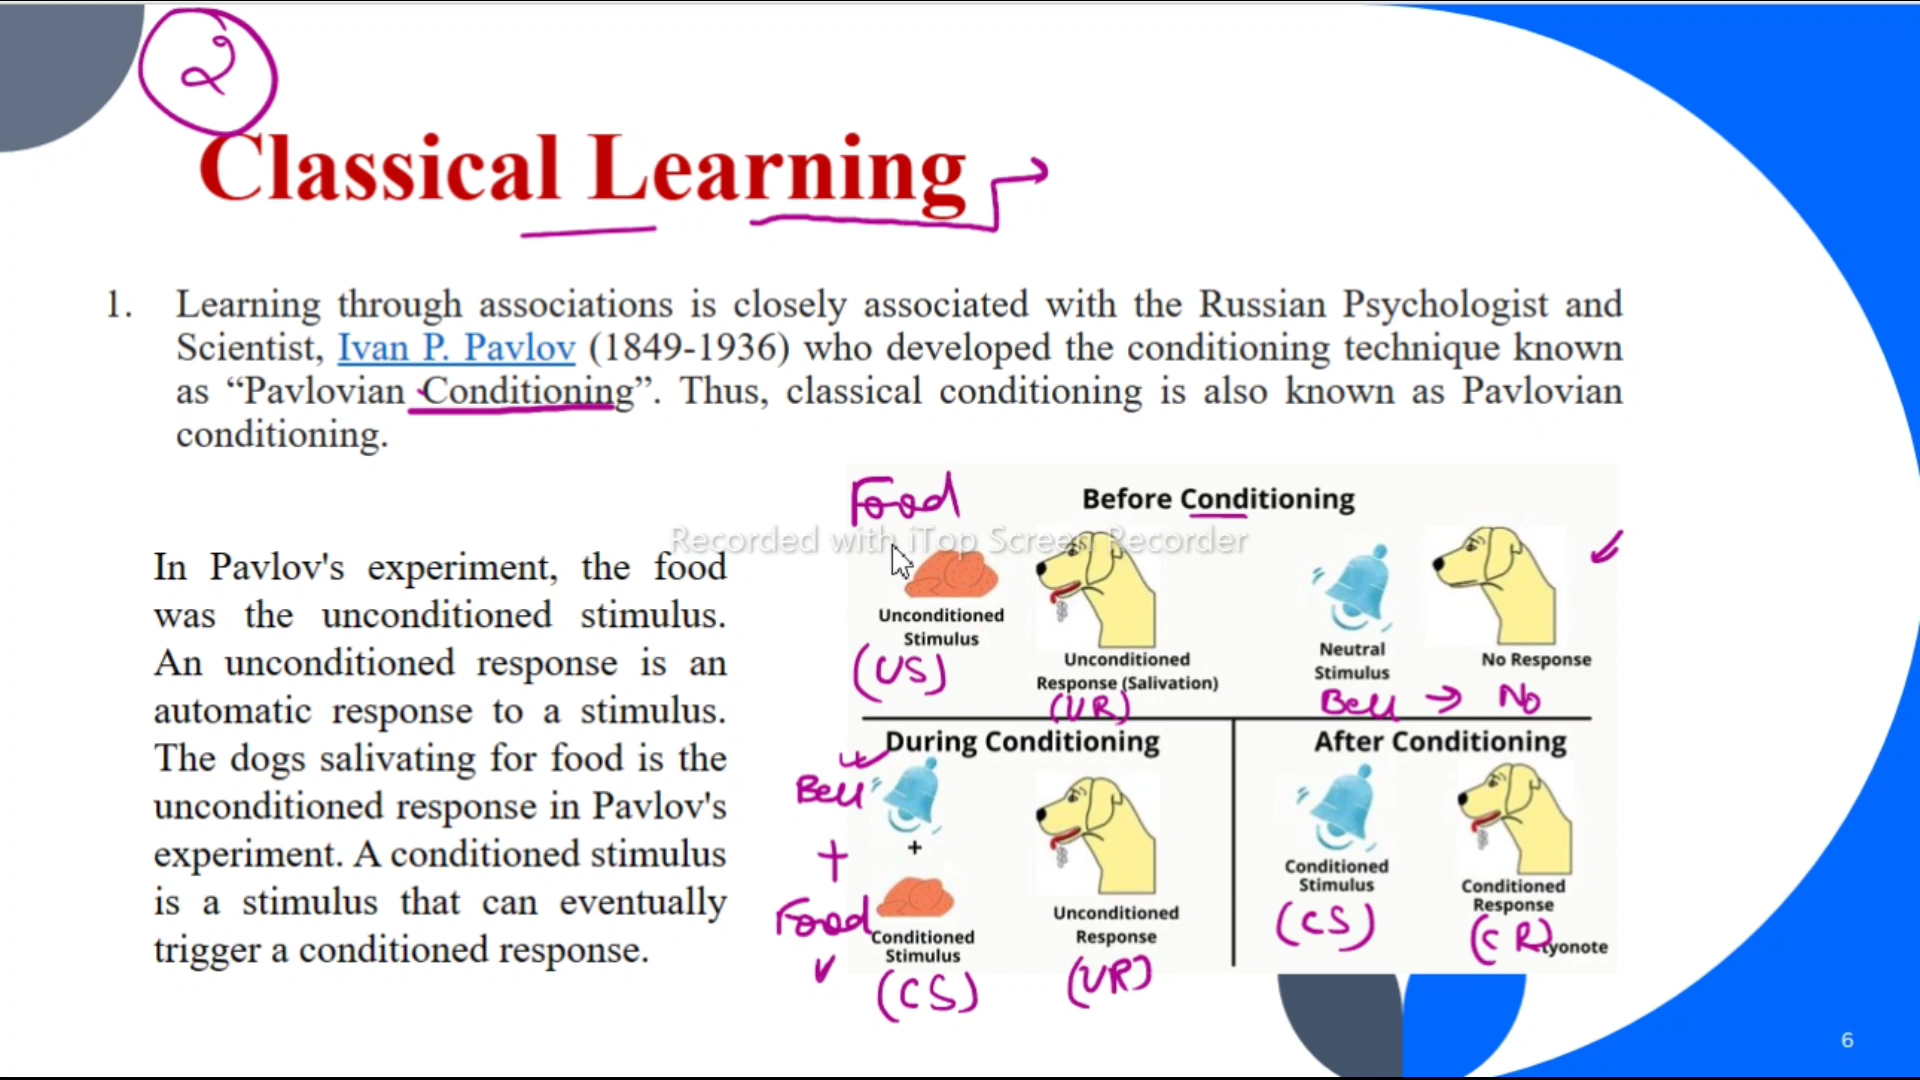 2
Classical Learning
1. Learning through associations is closely associated with the Russian Psychologist and
Scientist, Ivan P. Pavlov (1849-1936) who developed the conditioning technique known
as “Pavlovian Conditioning”. Thus, classical conditioning is also known as Pavlovian
conditioning.
In Pavlov's experiment, the food
was the unconditioned stimulus.
An unconditioned response is an
automatic response to a stimulus.
The dogs salivating for food is the
unconditioned response in Pavlov's
experiment. A conditioned stimulus
is a stimulus that can eventually
trigger a conditioned response.
Food
Before Conditioning
Recorded with iTop Screen Recorder
Unconditioned
Stimulus
(US)
Unconditioned
Response (Salivation)
(UR)
Neutral
Stimulus
Bell → No
No Response
During Conditioning
Bell
+
+
Food
Conditioned
Stimulus
(CS)
Unconditioned
Response
(UR)
After Conditioning
Conditioned
Stimulus
(CS)
Conditioned
Response
(CR)
tyonote
6